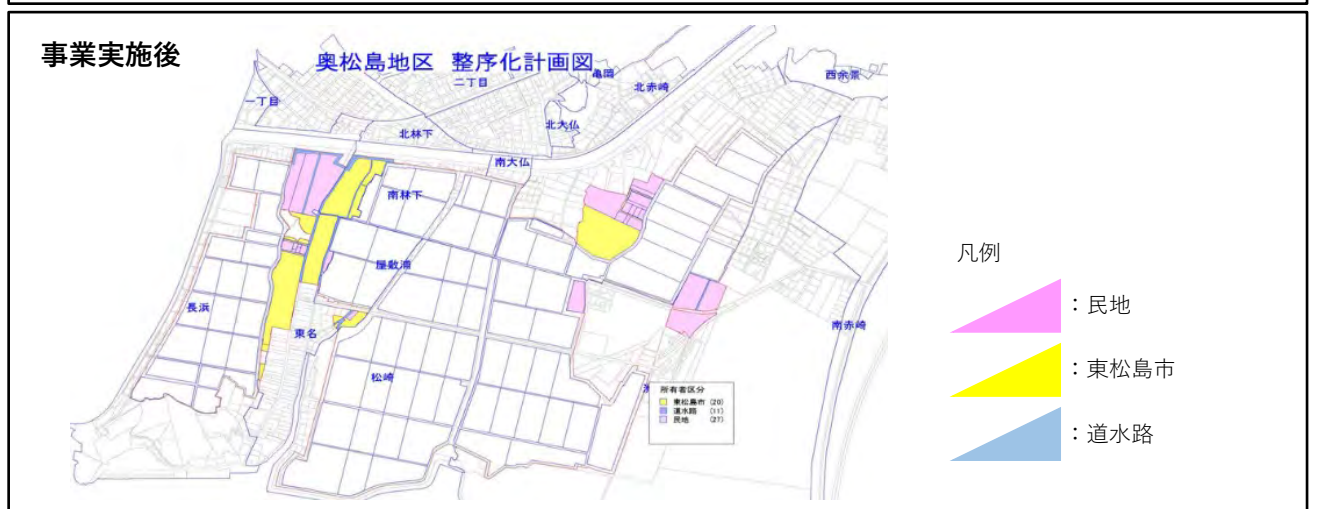 事業実施後
奥松島地区 整序化計画図
一丁目
二丁目
亀岡
北赤崎
西余景
北林下
北大仏
南大仏
南林下
屋敷浦
長浜
東名
松崎
南赤崎
所有者区分
東松島市 (20)
道水路 (11)
民地 (27)
凡例
：民地
：東松島市
：道水路